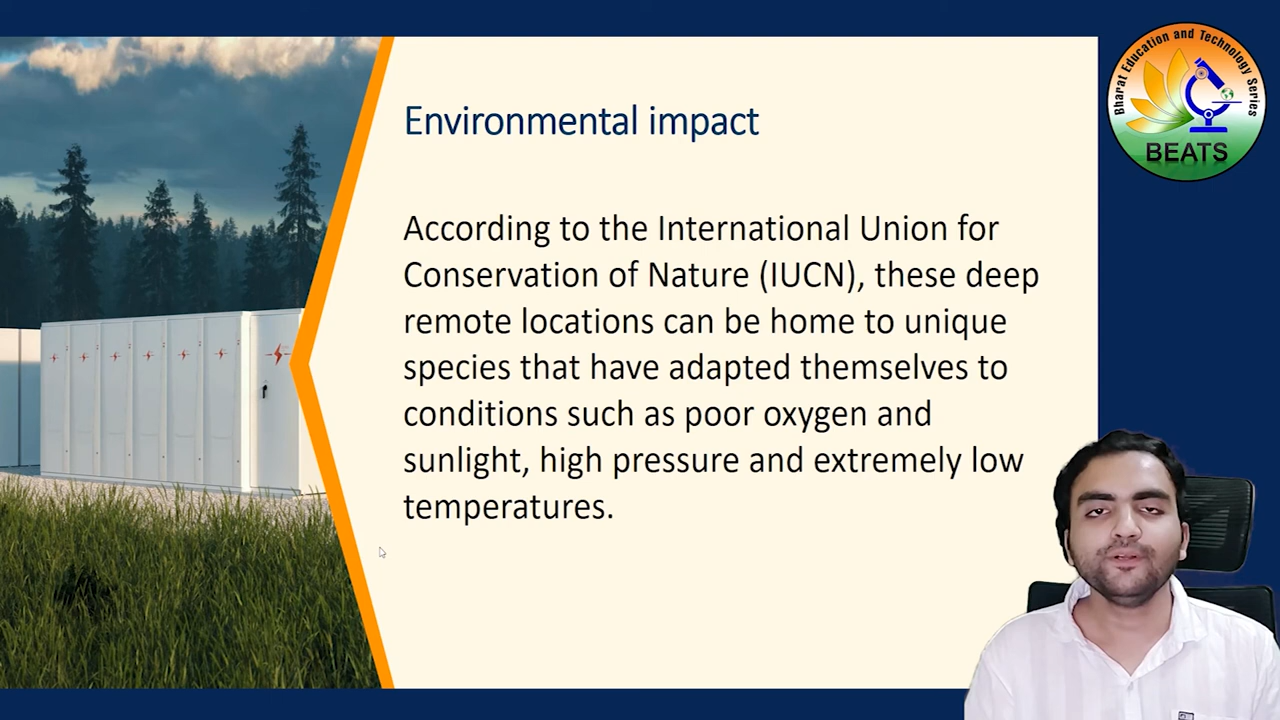 Environmental impact
According to the International Union for
Conservation of Nature (IUCN), these deep
remote locations can be home to unique
species that have adapted themselves to
conditions such as poor oxygen and
sunlight, high pressure and extremely low
temperatures.
Bharat Education and Technology Series
BEATS